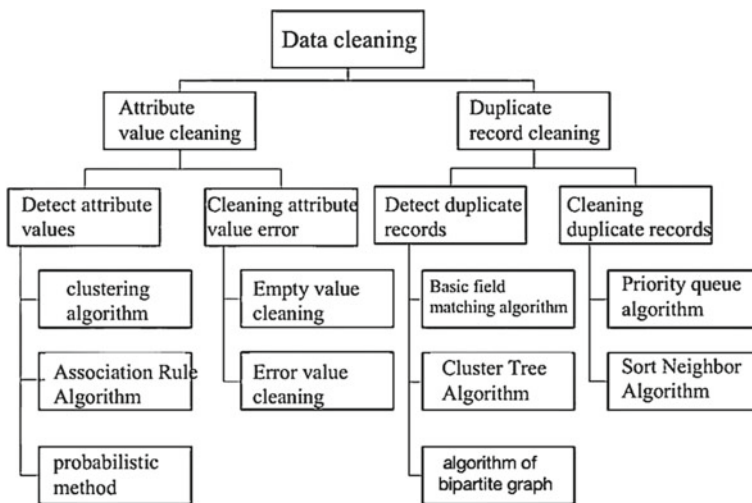 Data cleaning
Attribute
value cleaning
Duplicate
record cleaning
Detect attribute
values
Cleaning attribute
value error
Detect duplicate
records
Cleaning
duplicate records
clustering
algorithm
Empty value
cleaning
Basic field
matching algorithm
Priority queue
algorithm
Association Rule
Algorithm
Error value
cleaning
Cluster Tree
Algorithm
Sort Neighbor
Algorithm
probabilistic
method
algorithm of
bipartite graph